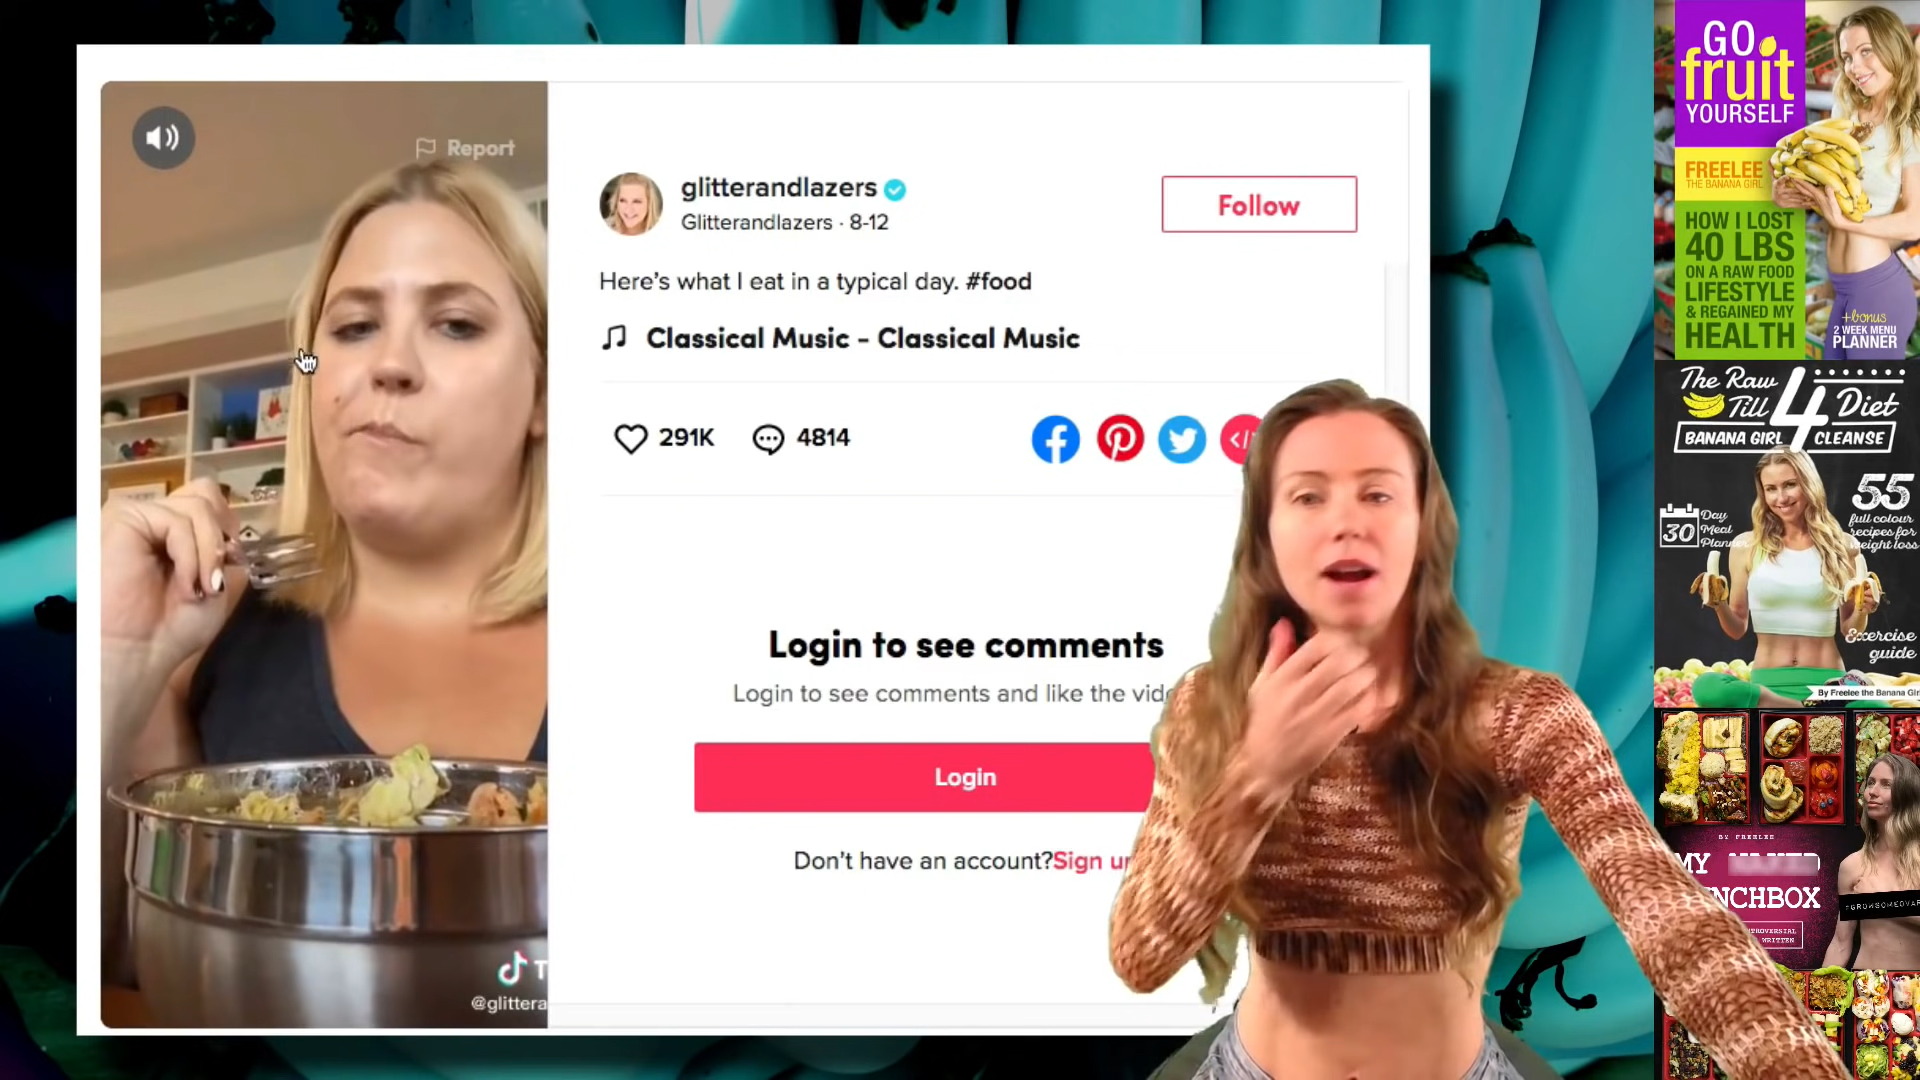 Report
glitterandlazers
Glitterandlazers · 8-12
Follow
Here's what I eat in a typical day. #food
Classical Music - Classical Music
291K
4814
Login to see comments
Login to see comments and like the
Login
Don't have an account?Sign
@glittera
GO
fruit
YOURSELF
FREELEE
THE BANANA GIRL
HOW I LOST
40 LBS
ON A RAW FOOD
LIFESTYLE
& REGAINED MY
HEALTH
+bonus
2 WEEK MENU
PLANNER
The Raw
Till 4 Diet
BANANA GIRL CLEANSE
55
full colour
recipes for
weight loss
30 Day
Meal
Exercise
guide
By Freelee the Banana
BY FREELEE
MY
NCHBOX
WRITTEN